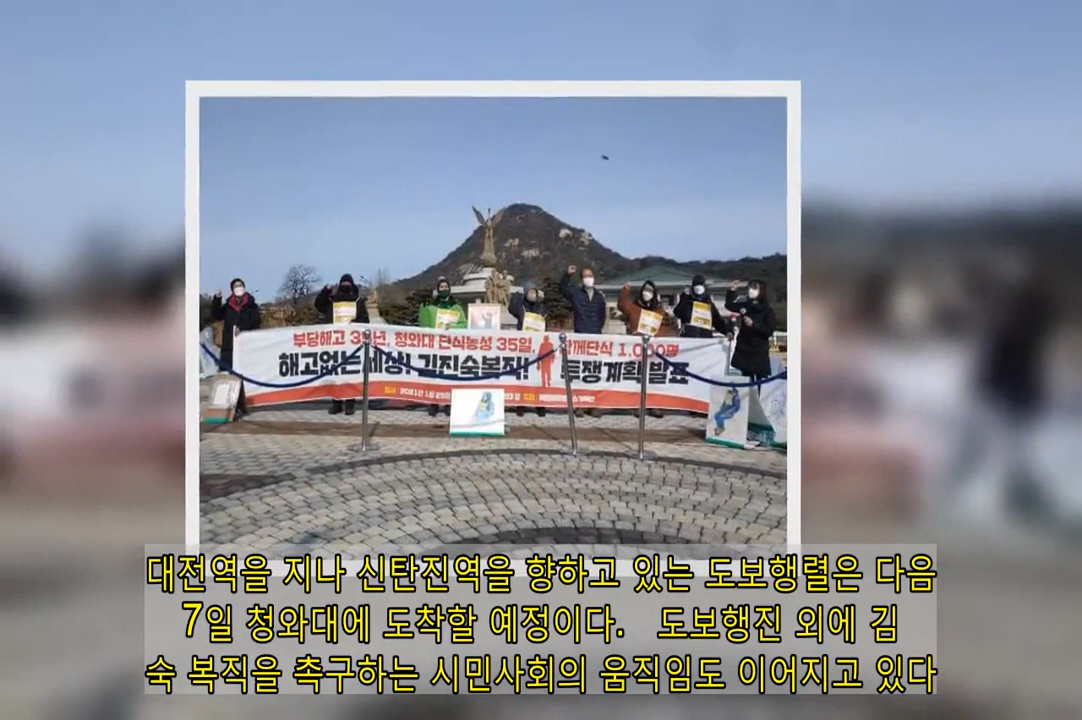 부당해고 년, 청와대 단식농성 35일, 함께단식 1,000명
해고없는 세상! 김진숙복직! 투쟁계획 발표
대전역을 지나 신탄진역을 향하고 있는 도보행렬은 다음
7일 청와대에 도착할 예정이다. 도보행진 외에 김
숙 복직을 촉구하는 시민사회의 움직임도 이어지고 있다